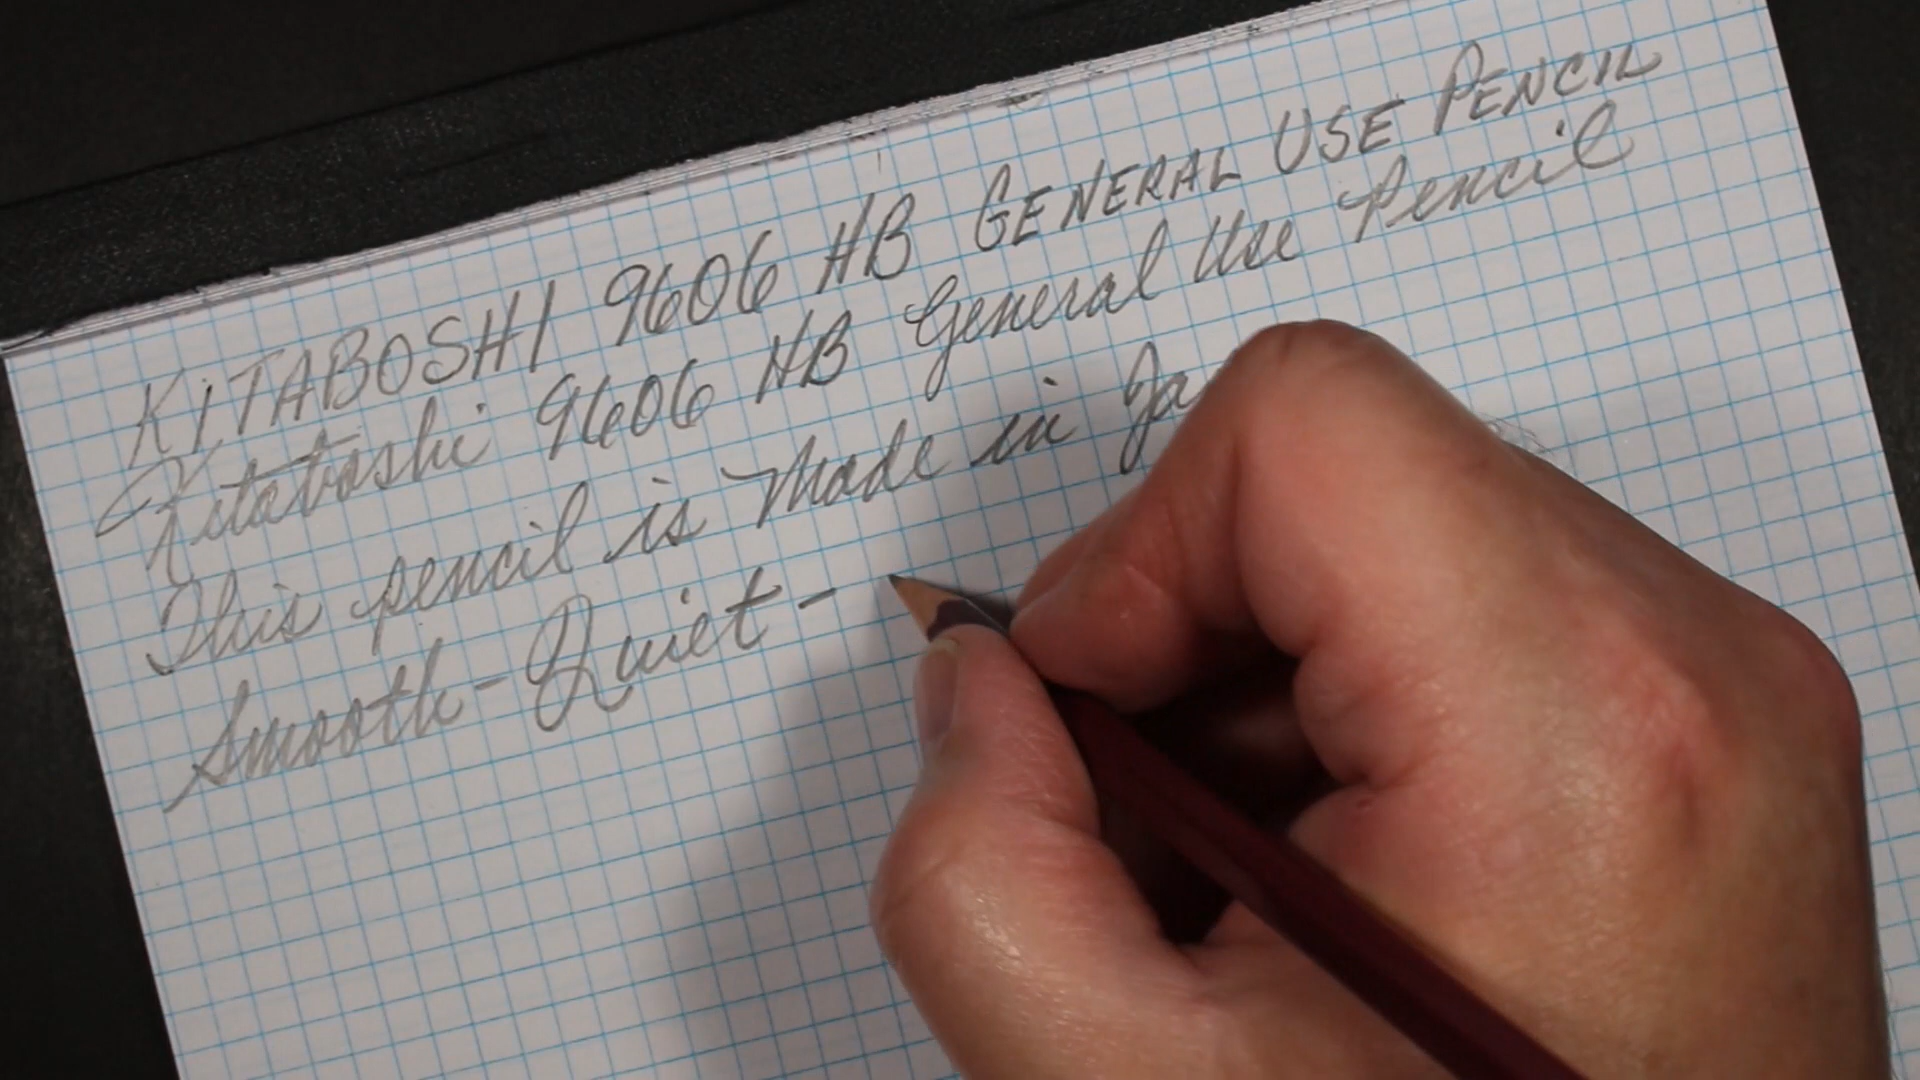 KITABOSHI 9606 HB GENERAL USE PENCIL
Kitaboshi 9606 HB General Use Pencil
This pencil is made in Ja
Smooth - Quiet -